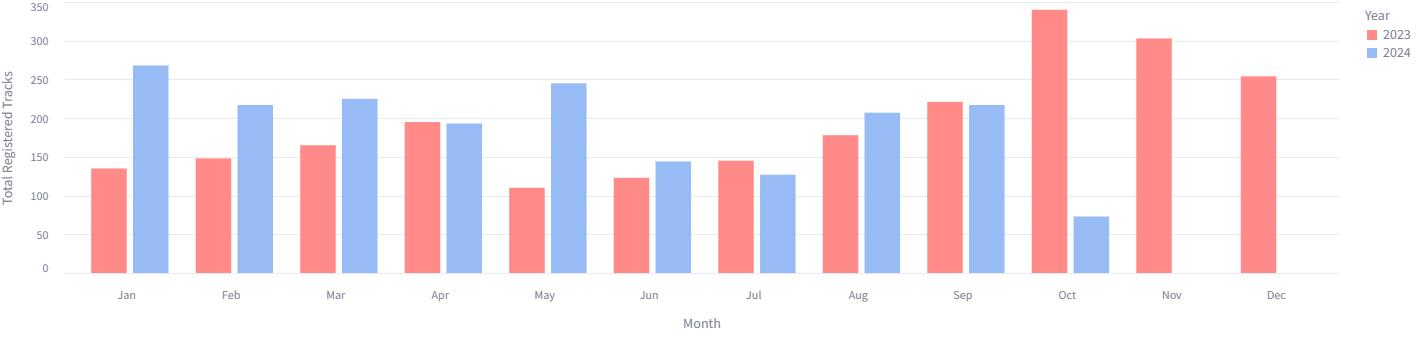 Total Registered Tracks
350
300
250
200
150
100
50
0
Jan Feb Mar Apr May Jun Jul Aug Sep Oct Nov Dec
Month
Year
2023
2024